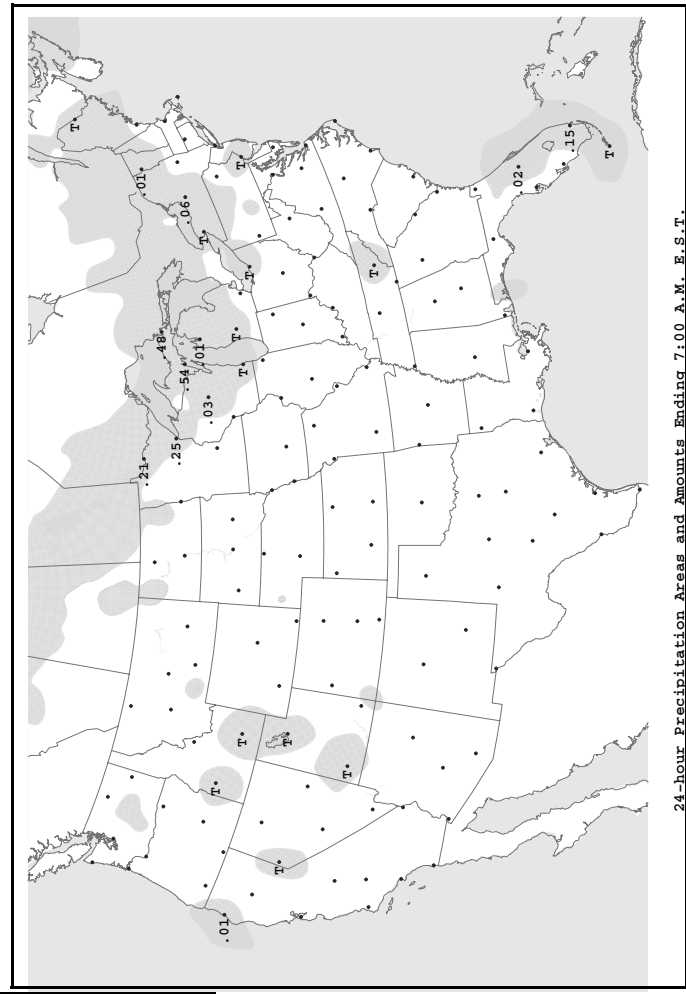 T
.01
.21
.48
.25
.06
.54
.01
T
.03
T
.01
T
T
T
T
T
T
T
T
T
.02
.15
T
24-hour Precipitation Areas and Amounts Ending 7:00 A.M. E.S.T.